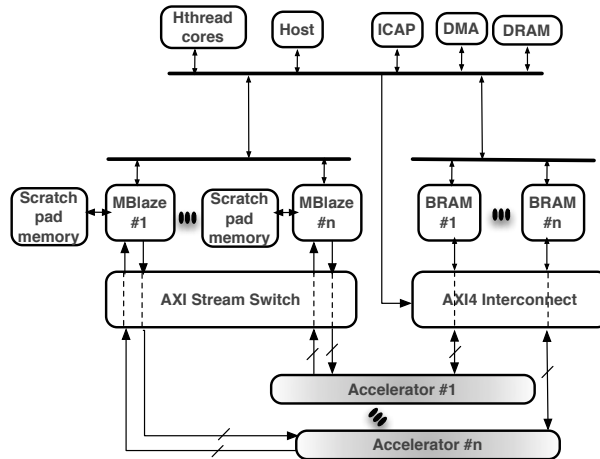 Hthread
cores
Host
ICAP
DMA
DRAM
Scratch
pad
memory
MBlaze
#1
Scratch
pad
memory
MBlaze
#n
BRAM
#1
BRAM
#n
AXI Stream Switch
AXI4 Interconnect
Accelerator #1
Accelerator #n